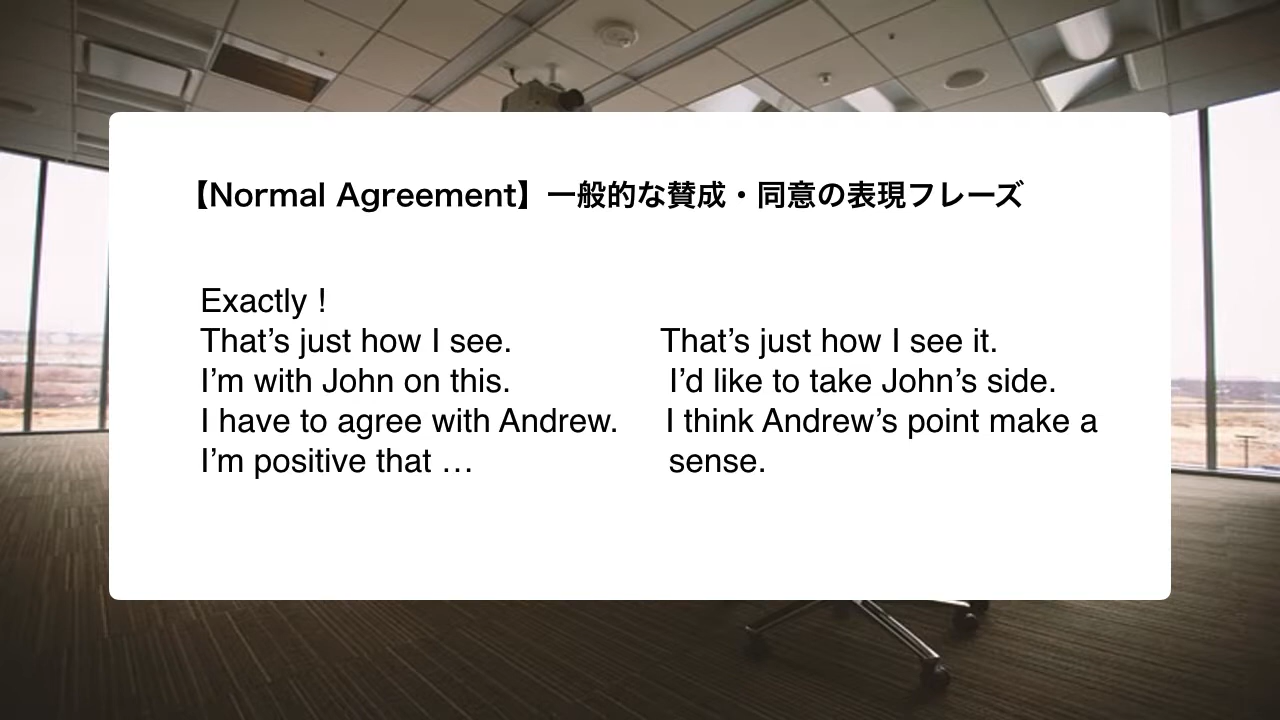 【Normal Agreement】一般的な賛成・同意の表現フレーズ
Exactly !
That’s just how I see. That’s just how I see it.
I’m with John on this. I’d like to take John’s side.
I have to agree with Andrew. I think Andrew’s point make a
I’m positive that … sense.